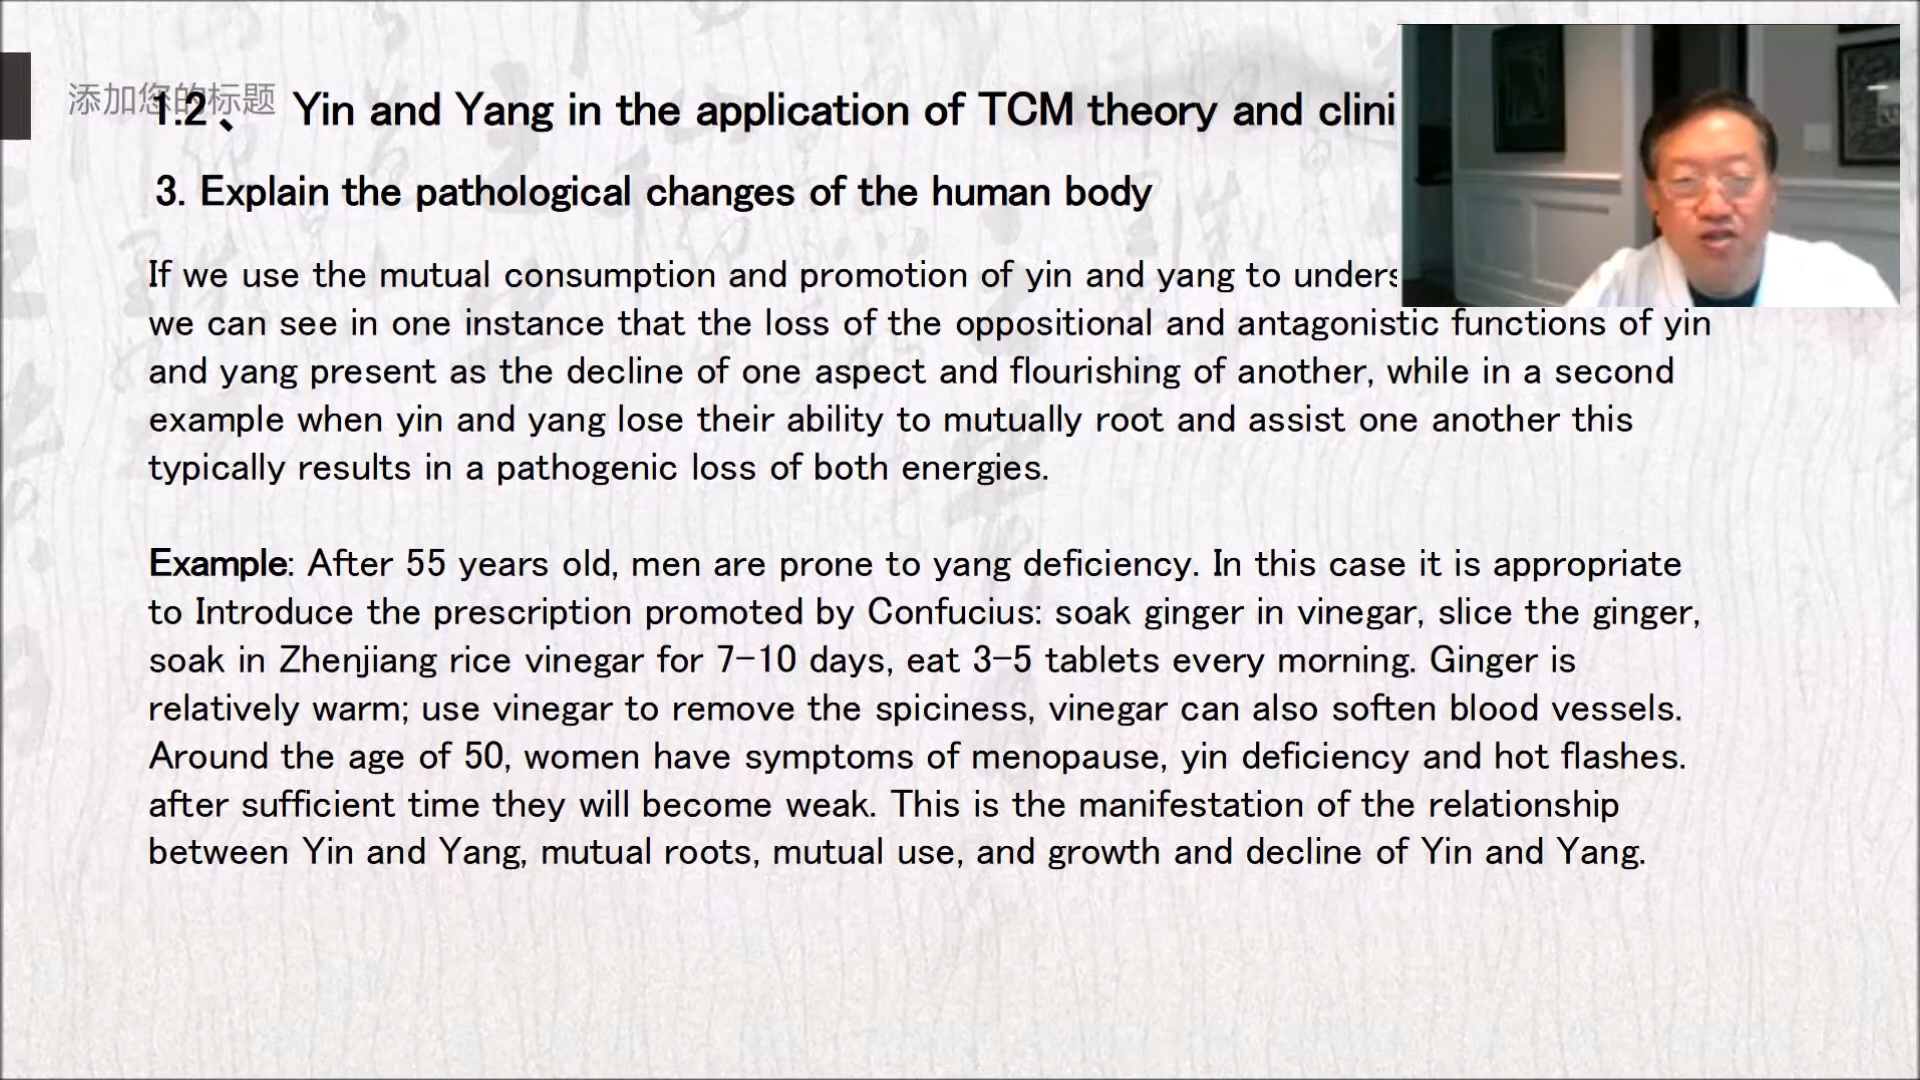 添加您的标题
1.2、 Yin and Yang in the application of TCM theory and clini
3. Explain the pathological changes of the human body
If we use the mutual consumption and promotion of yin and yang to unders
we can see in one instance that the loss of the oppositional and antagonistic functions of yin
and yang present as the decline of one aspect and flourishing of another, while in a second
example when yin and yang lose their ability to mutually root and assist one another this
typically results in a pathogenic loss of both energies.
Example: After 55 years old, men are prone to yang deficiency. In this case it is appropriate
to Introduce the prescription promoted by Confucius: soak ginger in vinegar, slice the ginger,
soak in Zhenjiang rice vinegar for 7-10 days, eat 3-5 tablets every morning. Ginger is
relatively warm; use vinegar to remove the spiciness, vinegar can also soften blood vessels.
Around the age of 50, women have symptoms of menopause, yin deficiency and hot flashes.
after sufficient time they will become weak. This is the manifestation of the relationship
between Yin and Yang, mutual roots, mutual use, and growth and decline of Yin and Yang.